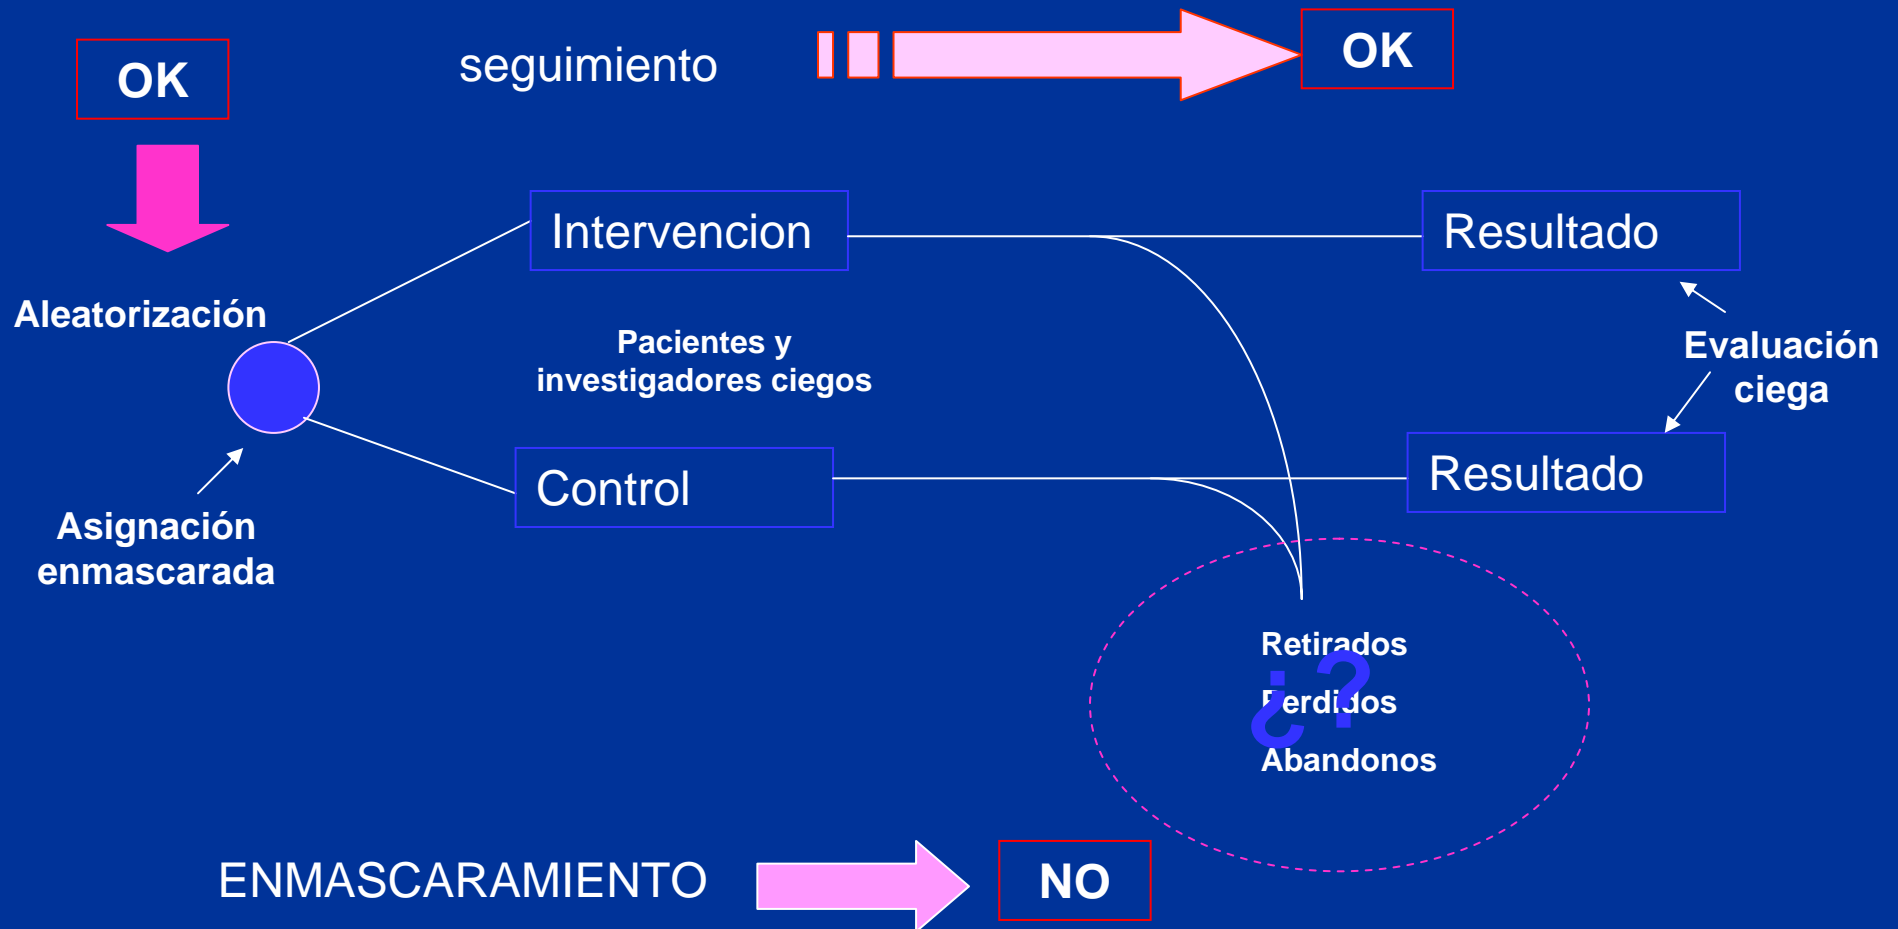 OK
seguimiento
OK
Intervencion
Resultado
Aleatorización
Pacientes y
investigadores ciegos
Evaluación
ciega
Control
Resultado
Asignación
enmascarada
Retirados
¿?
Perdidos
Abandonos
ENMASCARAMIENTO
NO